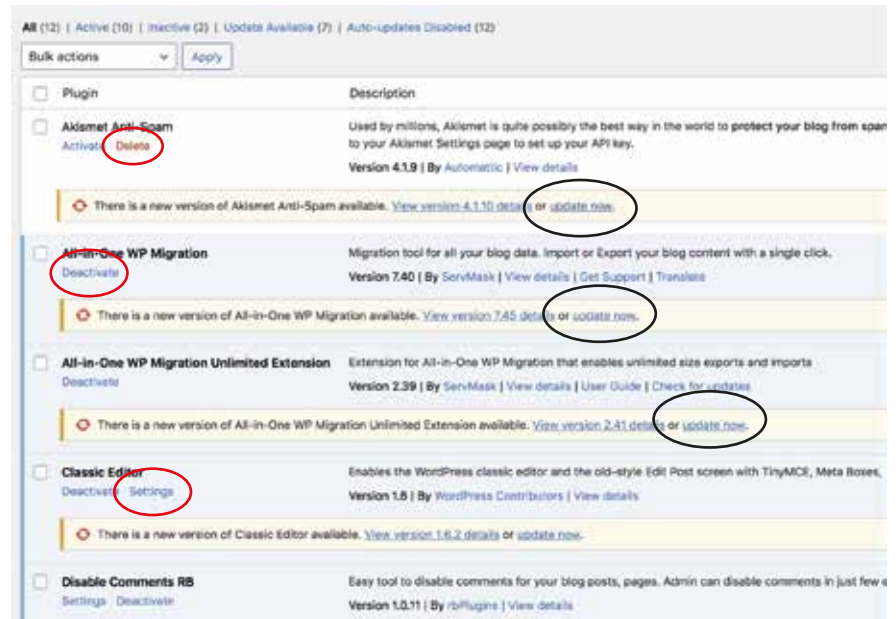 All (12) | Active (10) | Inactive (2) | Update Available (7) | Auto-updates Disabled (12)
Bulk actions Apply
Plugin Description
Akismet Anti-Spam Used by millions, Akismet is quite possibly the best way in the world to protect your blog from spam
Activate Delete to your Akismet Settings page to set up your API key.
Version 4.1.9 | By Automattic | View details
There is a new version of Akismet Anti-Spam available. View version 4.1.10 details or update now.
All-in-One WP Migration Migration tool for all your blog data. Import or Export your blog content with a single click.
Deactivate Version 7.40 | By ServMask | View details | Get Support | Translate
There is a new version of All-in-One WP Migration available. View version 7.45 details or update now.
All-in-One WP Migration Unlimited Extension Extension for All-in-One WP Migration that enables unlimited size exports and imports
Deactivate Version 2.39 | By ServMask | View details | User Guide | Check for updates
There is a new version of All-in-One WP Migration Unlimited Extension available. View version 2.41 details or update now.
Classic Editor Enables the WordPress classic editor and the old-style Edit Post screen with TinyMCE, Meta Boxes,
Deactivate Settings Version 1.6 | By WordPress Contributors | View details
There is a new version of Classic Editor available. View version 1.6.2 details or update now.
Disable Comments RB Easy tool to disable comments for your blog posts, pages. Admin can disable comments in just few
Settings Deactivate Version 1.0.11 | By rbPlugins | View details